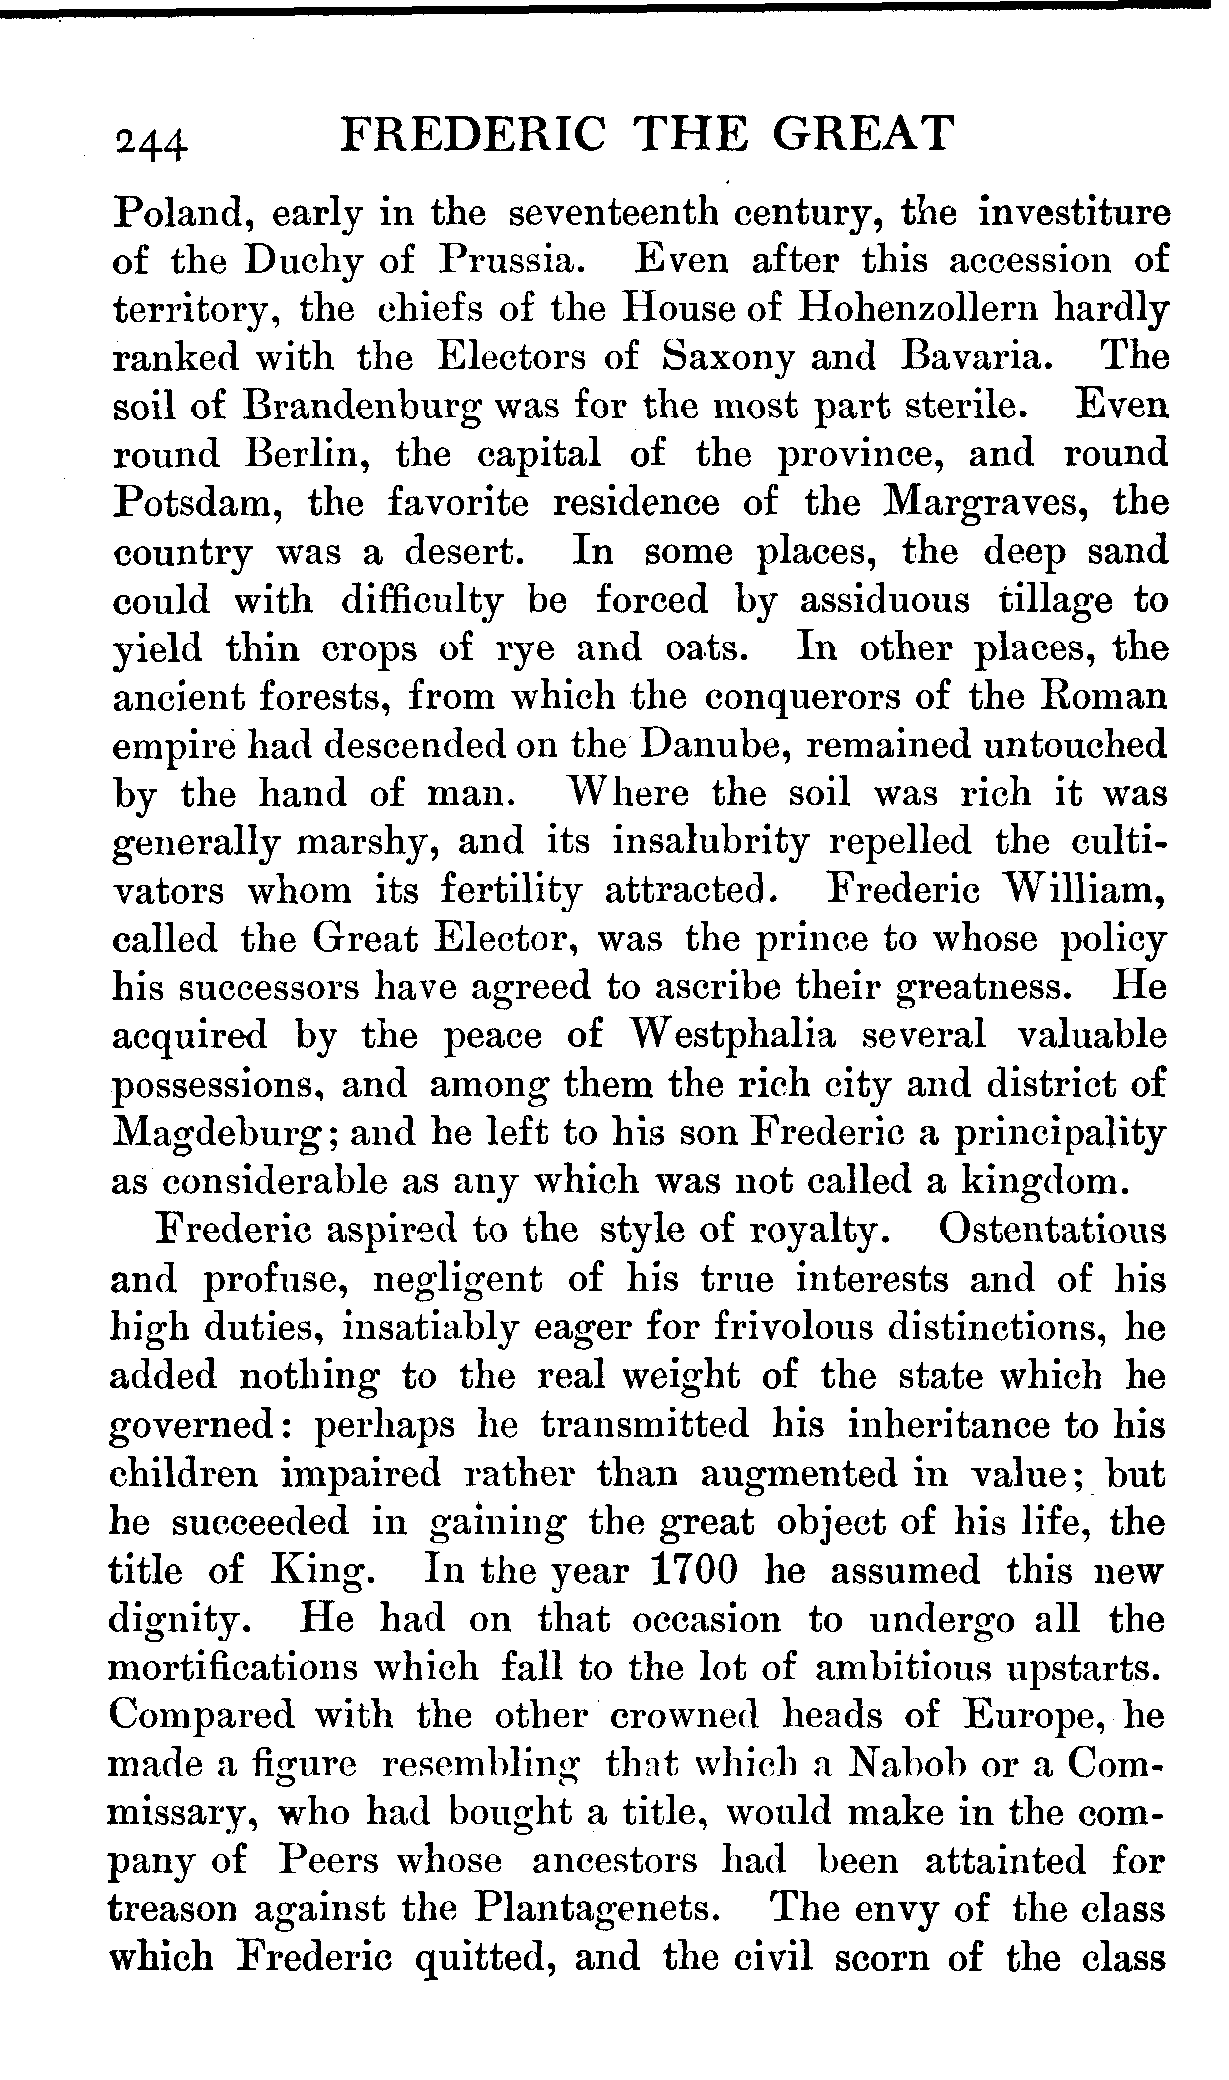 244 FREDERIC THE GREAT
Poland, early in the seventeenth century, the investiture
of the Duchy of Prussia. Even after this accession of
territory, the chiefs of the House of Hohenzollern hardly
ranked with the Electors of Saxony and Bavaria. The
soil of Brandenburg was for the most part sterile. Even
round Berlin, the capital of the province, and round
Potsdam, the favorite residence of the Margraves, the
country was a desert. In some places, the deep sand
could with difficulty be forced by assiduous tillage to
yield thin crops of rye and oats. In other places, the
ancient forests, from which the conquerors of the Roman
empire had descended on the Danube, remained untouched
by the hand of man. Where the soil was rich it was
generally marshy, and its insalubrity repelled the culti-
vators whom its fertility attracted. Frederic William,
called the Great Elector, was the prince to whose policy
his successors have agreed to ascribe their greatness. He
acquired by the peace of Westphalia several valuable
possessions, and among them the rich city and district of
Magdeburg; and he left to his son Frederic a principality
as considerable as any which was not called a kingdom.
Frederic aspired to the style of royalty. Ostentatious
and profuse, negligent of his true interests and of his
high duties, insatiably eager for frivolous distinctions, he
added nothing to the real weight of the state which he
governed: perhaps he transmitted his inheritance to his
children impaired rather than augmented in value; but
he succeeded in gaining the great object of his life, the
title of King. In the year 1700 he assumed this new
dignity. He had on that occasion to undergo all the
mortifications which fall to the lot of ambitious upstarts.
Compared with the other crowned heads of Europe, he
made a figure resembling that which a Nabob or a Com-
missary, who had bought a title, would make in the com-
pany of Peers whose ancestors had been attainted for
treason against the Plantagenets. The envy of the class
which Frederic quitted, and the civil scorn of the class